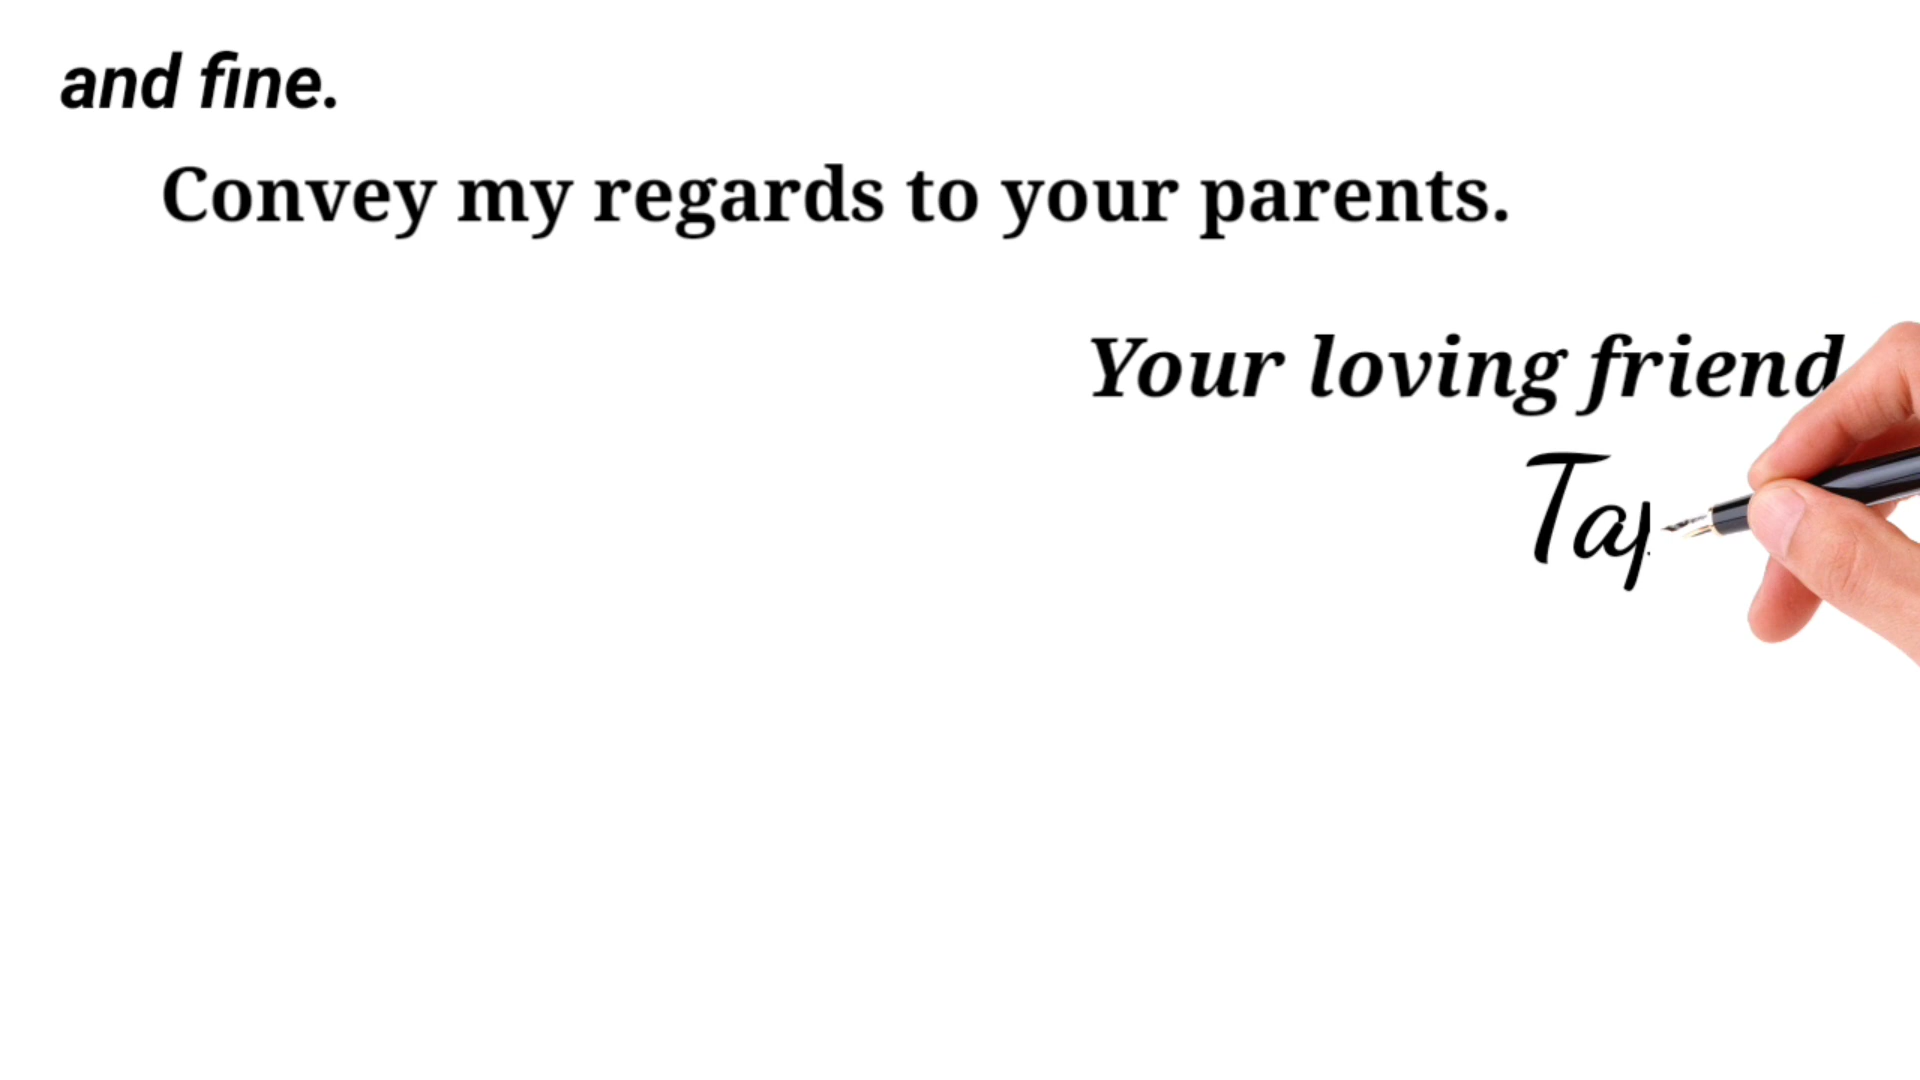 and fine.
Convey my regards to your parents.
Your loving friend